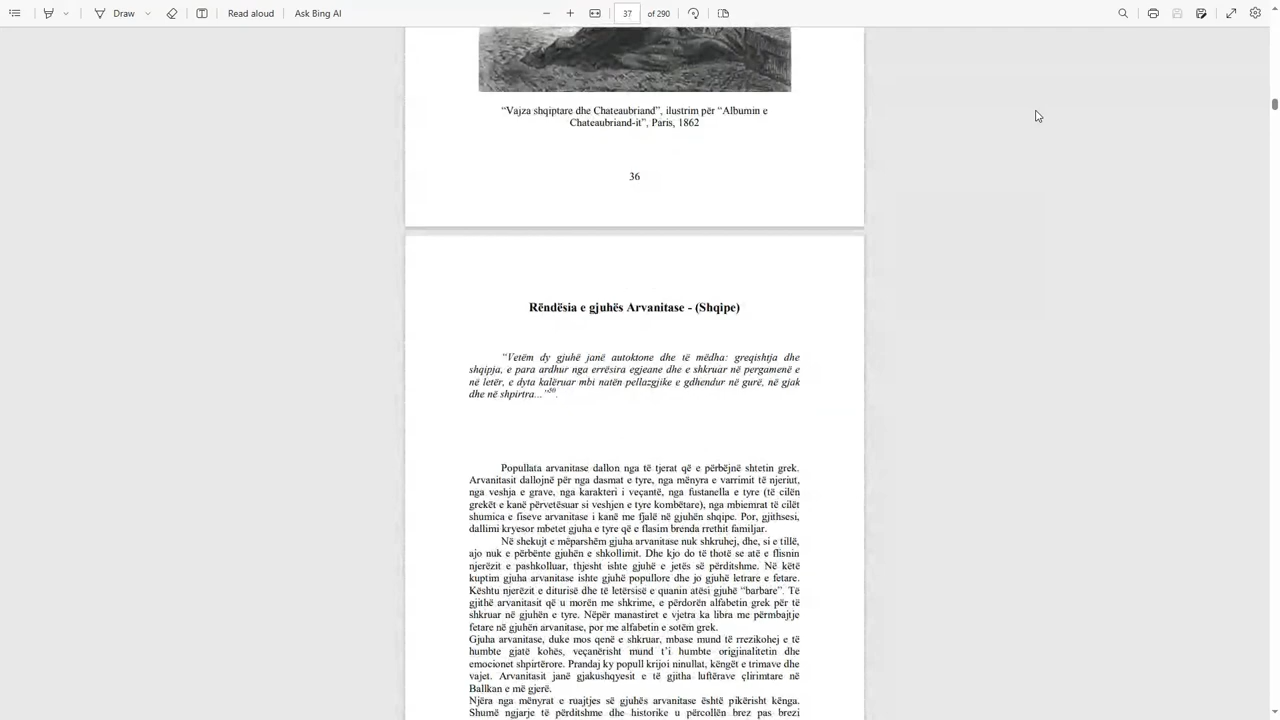 Draw
Read aloud
Ask Bing AI
37
of 290
“Vajza shqiptare dhe Chateaubriand”, ilustrim për “Albumin e
Chateaubriand-it”, Paris, 1862
36
Rëndësia e gjuhës Arvanitase - (Shqipe)
“Vetëm dy gjuhë janë autoktone dhe të mëdha: greqishtja dhe
shqipja, e para ardhur nga errësira egjeane dhe e shkruar në pergamenë e
në letër, e dyta kalëruar mbi natën pellazgjike e gdhendur në gurë, në gjak
dhe në shpirtra...”⁵⁰.
Popullata arvanitase dallon nga të tjerat që e përbëjnë shtetin grek.
Arvanitasit dallojnë për nga dasmat e tyre, nga mënyra e varrimit të njeriut,
nga veshja e grave, nga karakteri i veçantë, nga fustanella e tyre (të cilën
grekët e kanë përvetësuar si veshjen e tyre kombëtare), nga mbiemrat të cilët
shumica e fiseve arvanitase i kanë me fjalë në gjuhën shqipe. Por, gjithsesi,
dallimi kryesor mbetet gjuha e tyre që e flasim brenda rrethit familjar.
Në shekujt e mëparshëm gjuha arvanitase nuk shkruhej, dhe, si e tillë,
ajo nuk e përbënte gjuhën e shkollimit. Dhe kjo do të thotë se atë e flisnin
njerëzit e pashkolluar, thjesht ishte gjuhë e jetës së përditshme. Në këtë
kuptim gjuha arvanitase ishte gjuhë popullore dhe jo gjuhë letrare e fetare.
Kështu njerëzit e diturisë dhe të letërsisë e quanin atësi gjuhë “barbare”. Të
gjithë arvanitasit që u morën me shkrime, e përdorën alfabetin grek për të
shkruar në gjuhën e tyre. Nëpër manastiret e vjetra ka libra me përmbajtje
fetare në gjuhën arvanitase, por me alfabetin e sotëm grek.
Gjuha arvanitase, duke mos qenë e shkruar, mbase mund të rrezikohej e të
humbte gjatë kohës, veçanërisht mund t’i humbte origjinalitetin dhe
emocionet shpirtërore. Prandaj ky popull krijoi ninullat, këngët e trimave dhe
vajet. Arvanitasit janë gjakushqyesit e të gjitha luftërave çlirimtare në
Ballkan e më gjerë.
Njëra nga mënyrat e ruajtjes së gjuhës arvanitase është pikërisht kënga.
Shumë ngjarje të përditshme dhe historike u përcollën brez pas brezi